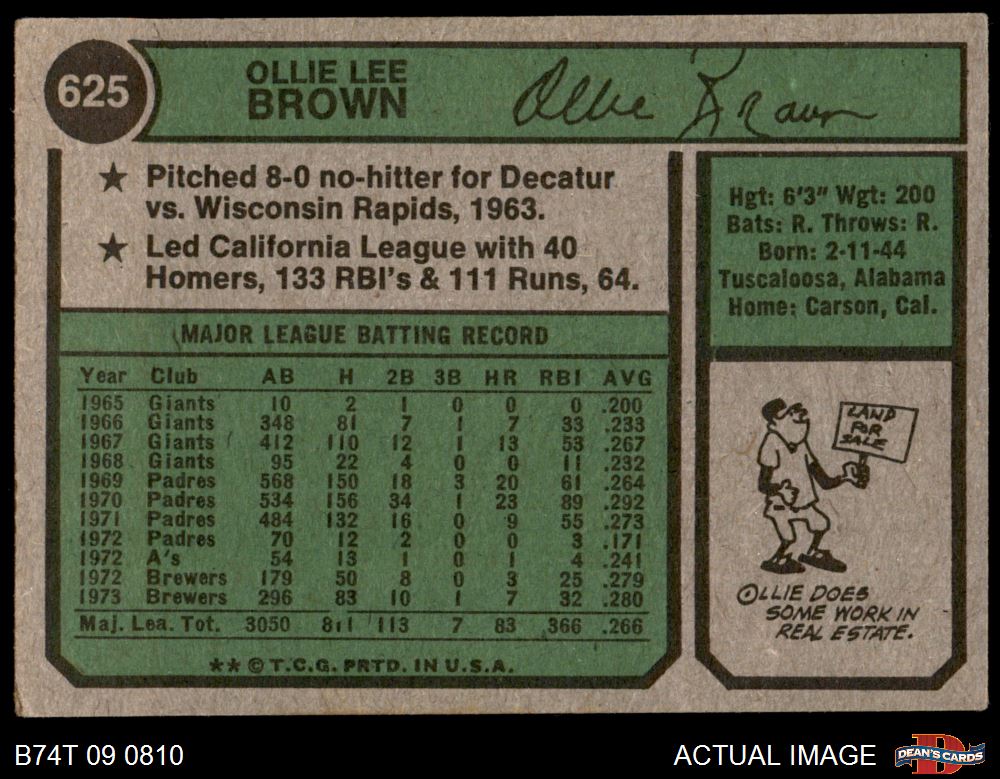 625
OLLIE LEE
BROWN
Ollie Brown
★ Pitched 8-0 no-hitter for Decatur
vs. Wisconsin Rapids, 1963.
★ Led California League with 40
Homers, 133 RBI's & 111 Runs, 64.
Hgt: 6'3" Wgt: 200
Bats: R. Throws: R.
Born: 2-11-44
Tuscaloosa, Alabama
Home: Carson, Cal.
MAJOR LEAGUE BATTING RECORD
Year Club AB H 2B 3B HR RBI AVG
1965 Giants 10 2 1 0 0 0 .200
1966 Giants 348 81 7 1 7 33 .233
1967 Giants 412 110 12 1 13 53 .267
1968 Giants 95 22 4 0 0 11 .232
1969 Padres 568 150 18 3 20 61 .264
1970 Padres 534 156 34 1 23 89 .292
1971 Padres 484 132 16 0 9 55 .273
1972 Padres 70 12 2 0 0 3 .171
1972 A's 54 13 1 0 1 4 .241
1972 Brewers 179 50 8 0 3 25 .279
1973 Brewers 296 83 10 1 7 32 .280
Maj. Lea. Tot. 3050 811 113 7 83 366 .266
★★ © T.C.G. PRTD. IN U.S.A.
LAND
FOR
SALE
OLLIE DOES
SOME WORK IN
REAL ESTATE.
B74T 09 0810
ACTUAL IMAGE
D
DEAN'S CARDS